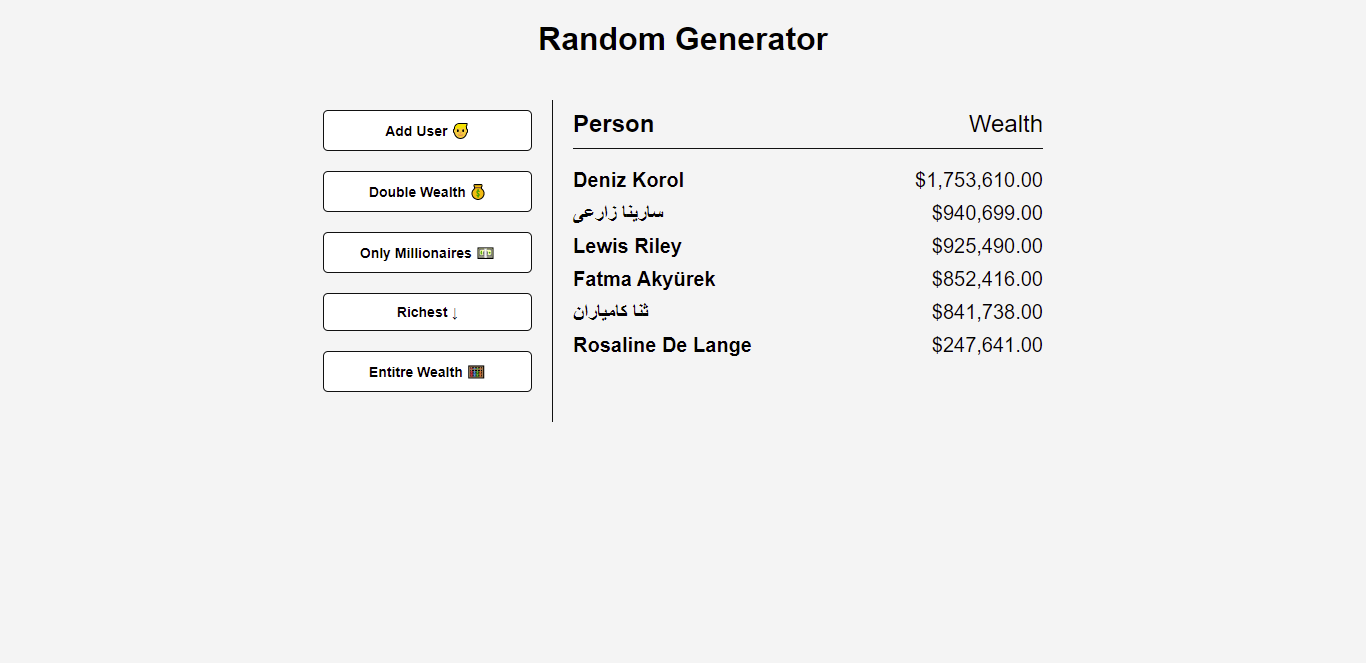 Random Generator
Add User 👨
Double Wealth 💰
Only Millionaires 💵
Richest ↓
Entitre Wealth 🧮
Person Wealth
Deniz Korol $1,753,610.00
سارینا زارعی $940,699.00
Lewis Riley $925,490.00
Fatma Akyürek $852,416.00
ثنا كامياران $841,738.00
Rosaline De Lange $247,641.00